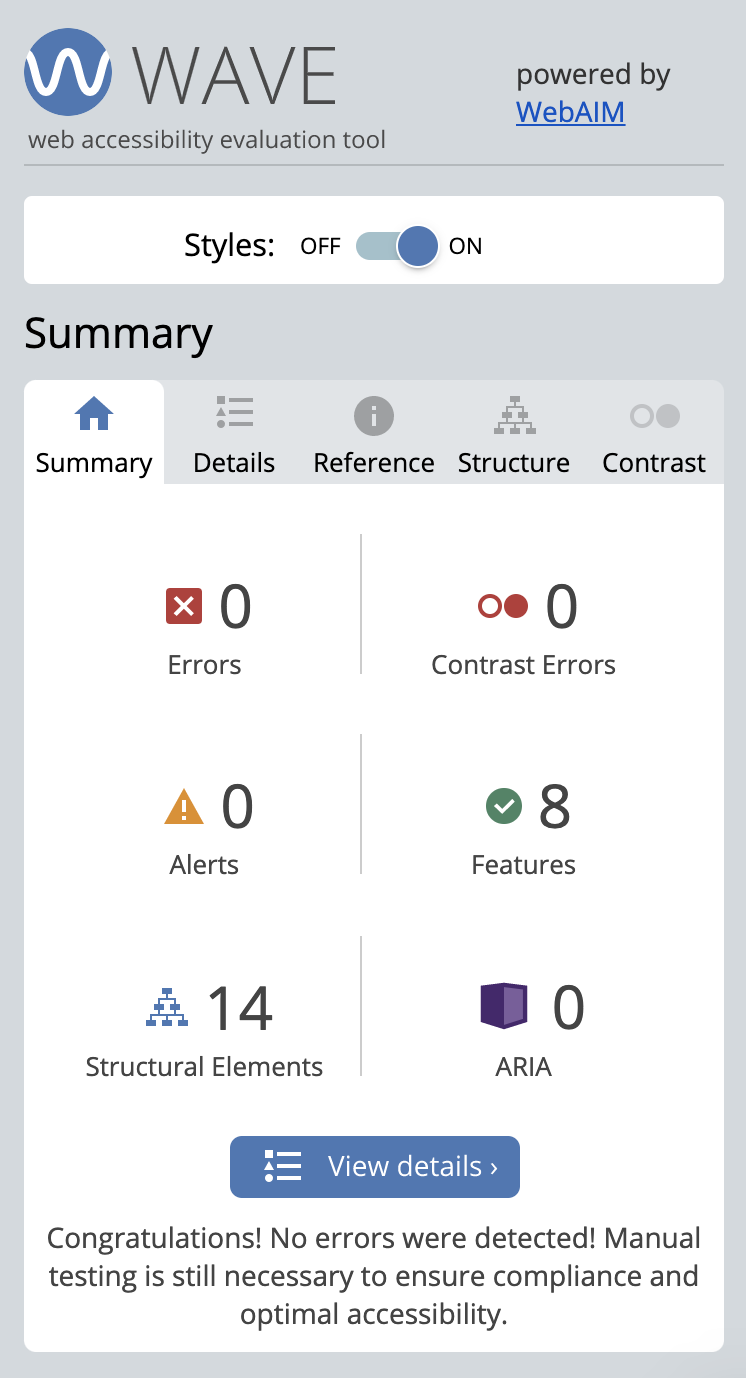 WAVE
powered by
WebAIM
web accessibility evaluation tool
Styles: OFF ON
Summary
Summary Details Reference Structure Contrast
0 0
Errors Contrast Errors
0 8
Alerts Features
14 0
Structural Elements ARIA
View details ›
Congratulations! No errors were detected! Manual
testing is still necessary to ensure compliance and
optimal accessibility.